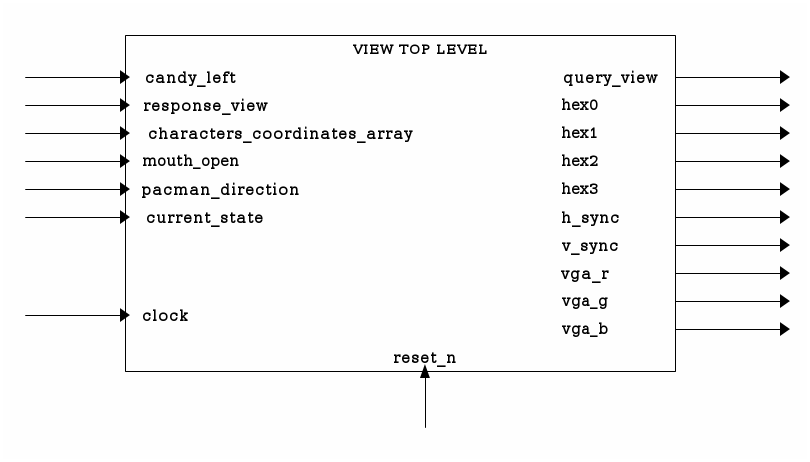 VIEW TOP LEVEL
candy_left
response_view
characters_coordinates_array
mouth_open
pacman_direction
current_state
clock
query_view
hex0
hex1
hex2
hex3
h_sync
v_sync
vga_r
vga_g
vga_b
reset_n